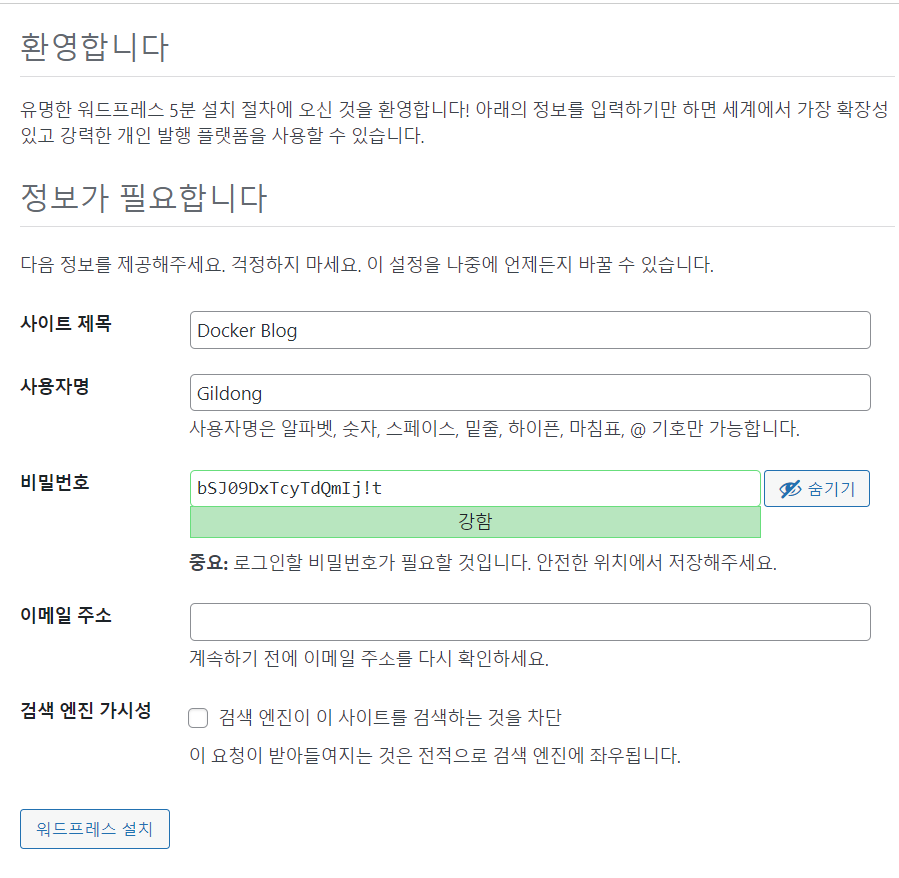 환영합니다
유명한 워드프레스 5분 설치 절차에 오신 것을 환영합니다! 아래의 정보를 입력하기만 하면 세계에서 가장 확장성
있고 강력한 개인 발행 플랫폼을 사용할 수 있습니다.
정보가 필요합니다
다음 정보를 제공해주세요. 걱정하지 마세요. 이 설정을 나중에 언제든지 바꿀 수 있습니다.
사이트 제목
Docker Blog
사용자명
Gildong
사용자명은 알파벳, 숫자, 스페이스, 밑줄, 하이픈, 마침표, @ 기호만 가능합니다.
비밀번호
bSJ09DxTcyTdQmIj!t
숨기기
강함
중요: 로그인할 비밀번호가 필요할 것입니다. 안전한 위치에서 저장해주세요.
이메일 주소
계속하기 전에 이메일 주소를 다시 확인하세요.
검색 엔진 가시성
검색 엔진이 이 사이트를 검색하는 것을 차단
이 요청이 받아들여지는 것은 전적으로 검색 엔진에 좌우됩니다.
워드프레스 설치